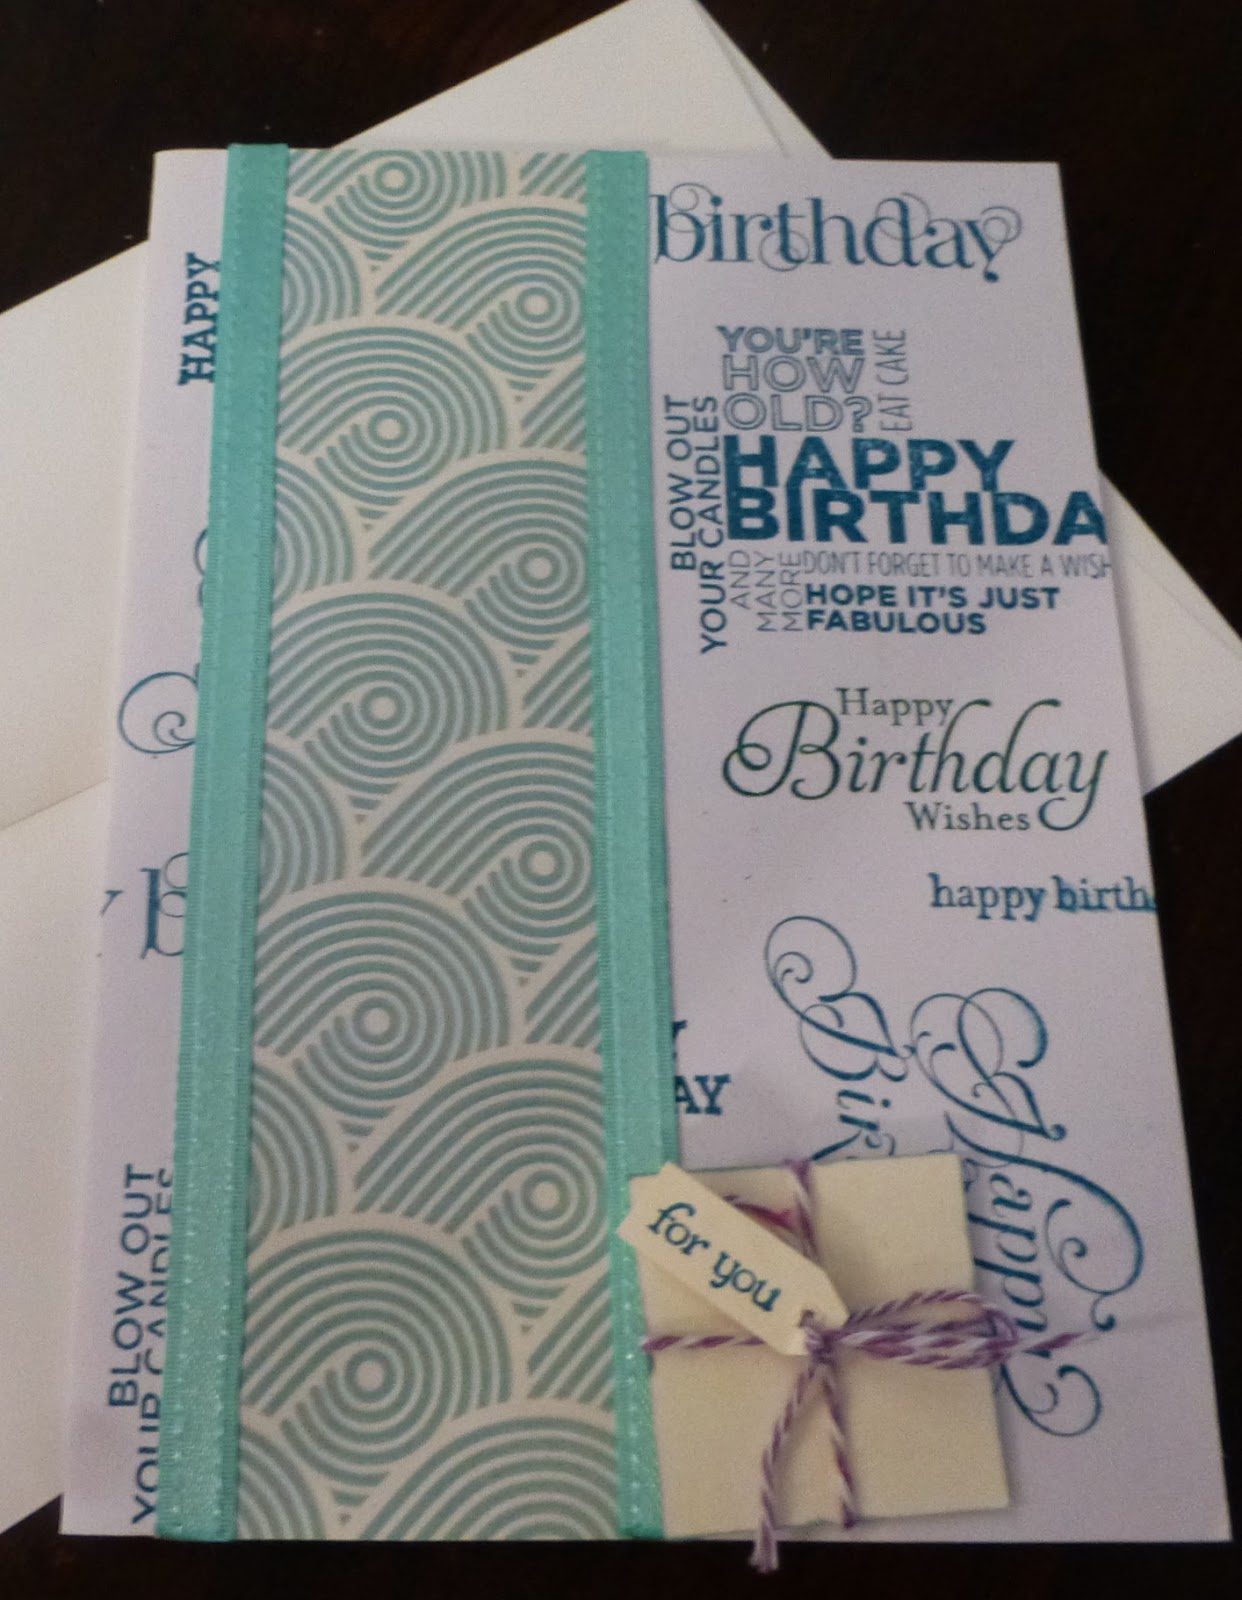 HAPPY
birthday
YOU'RE
HOW
OLD?
EAT CAKE
BLOW OUT
YOUR CANDLES
HAPPY
BIRTHDA
AND
MANY
MORE
DON'T FORGET TO MAKE A WISH
HOPE IT'S JUST
FABULOUS
Happy
Birthday
Wishes
happy birth
Happy
Bir
AY
BLOW OUT
YOUR CANDLES
for you